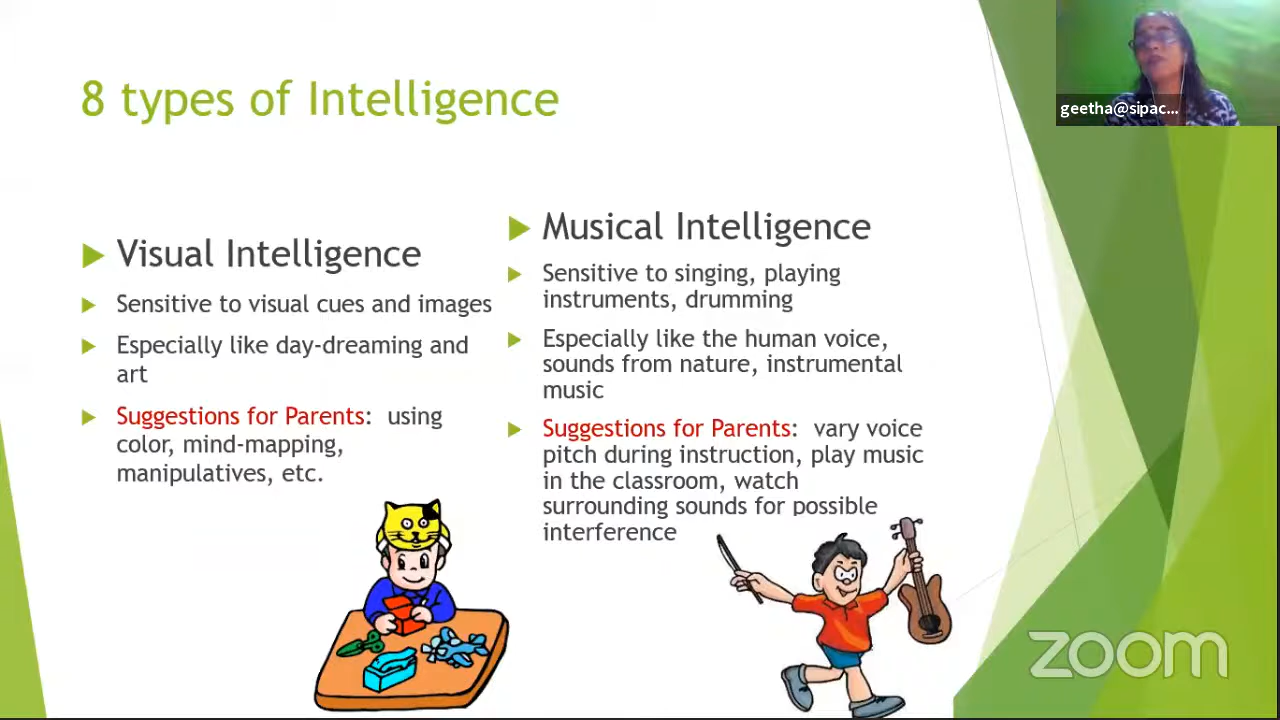 8 types of Intelligence
geetha@sipac...
Visual Intelligence
Sensitive to visual cues and images
Especially like day-dreaming and
art
Suggestions for Parents: using
color, mind-mapping,
manipulatives, etc.
Musical Intelligence
Sensitive to singing, playing
instruments, drumming
Especially like the human voice,
sounds from nature, instrumental
music
Suggestions for Parents: vary voice
pitch during instruction, play music
in the classroom, watch
surrounding sounds for possible
interference
zoom